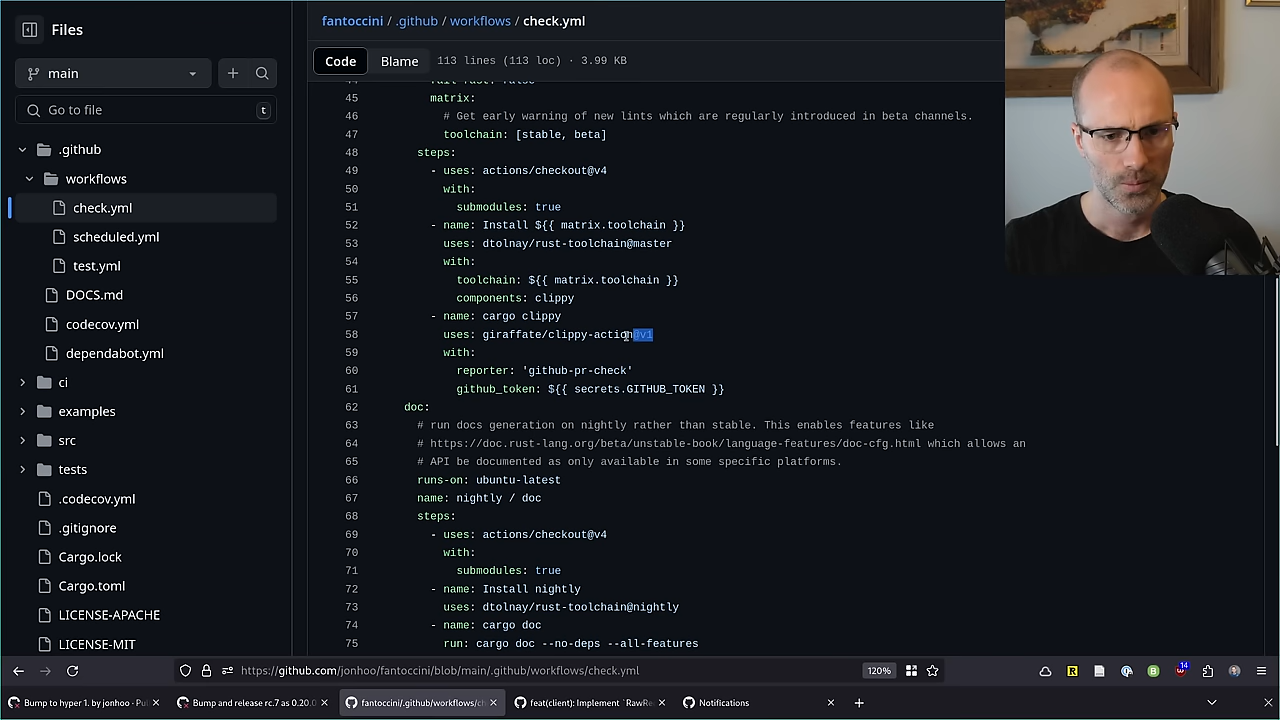 Files
main
Go to file
t
.github
workflows
check.yml
scheduled.yml
test.yml
DOCS.md
codecov.yml
dependabot.yml
ci
examples
src
tests
.codecov.yml
.gitignore
Cargo.lock
Cargo.toml
LICENSE-APACHE
LICENSE-MIT
fantoccini / .github / workflows / check.yml
Code Blame 113 lines (113 loc) · 3.99 KB
44 fail-fast: false
45 matrix:
46 # Get early warning of new lints which are regularly introduced in beta channels.
47 toolchain: [stable, beta]
48 steps:
49 - uses: actions/checkout@v4
50 with:
51 submodules: true
52 - name: Install ${{ matrix.toolchain }}
53 uses: dtolnay/rust-toolchain@master
54 with:
55 toolchain: ${{ matrix.toolchain }}
56 components: clippy
57 - name: cargo clippy
58 uses: giraffate/clippy-action@v1
59 with:
60 reporter: 'github-pr-check'
61 github_token: ${{ secrets.GITHUB_TOKEN }}
62 doc:
63 # run docs generation on nightly rather than stable. This enables features like
64 # https://doc.rust-lang.org/beta/unstable-book/language-features/doc-cfg.html which allows an
65 # API be documented as only available in some specific platforms.
66 runs-on: ubuntu-latest
67 name: nightly / doc
68 steps:
69 - uses: actions/checkout@v4
70 with:
71 submodules: true
72 - name: Install nightly
73 uses: dtolnay/rust-toolchain@nightly
74 - name: cargo doc
75 run: cargo doc --no-deps --all-features
https://github.com/jonhoo/fantoccini/blob/main/.github/workflows/check.yml 120% 14
Bump to hyper 1. by jonhoo · Pu
Bump and release rc.7 as 0.20.0
fantoccini/.github/workflows/ch
feat(client): Implement `RawRe
Notifications